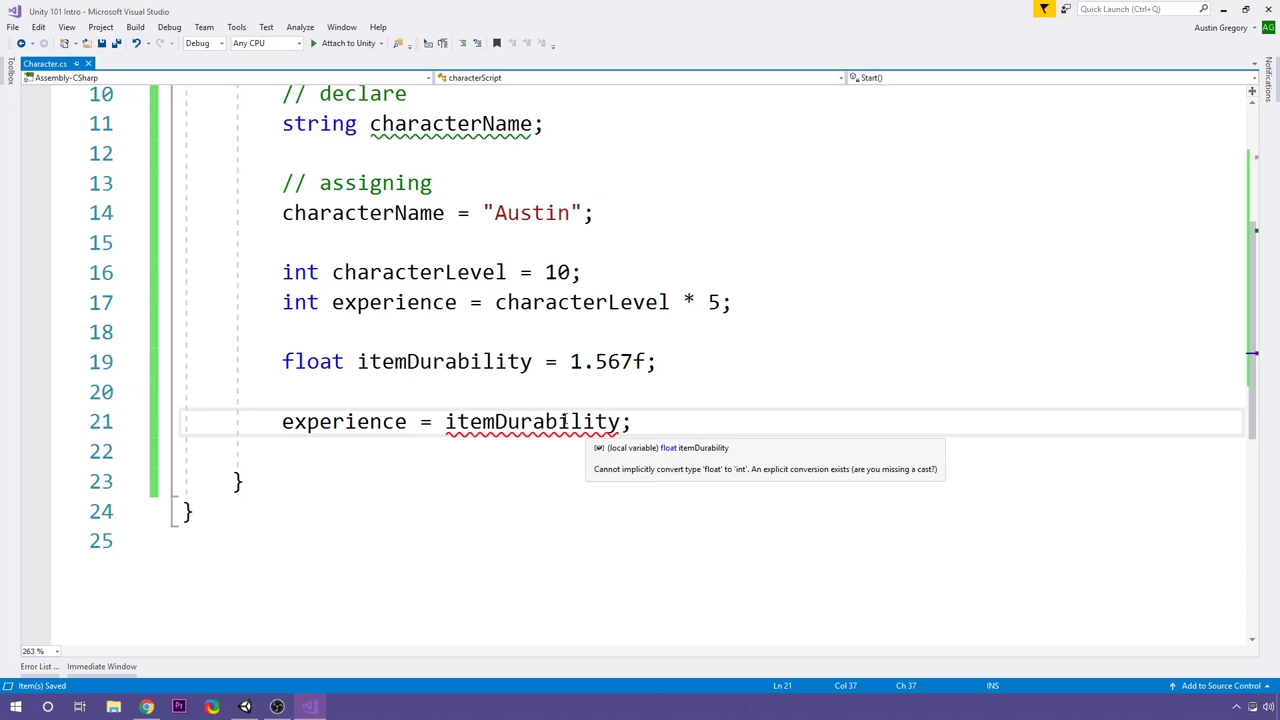 Unity 101 Intro - Microsoft Visual Studio
Quick Launch (Ctrl+Q)
File Edit View Project Build Debug Team Tools Test Analyze Window Help
Austin Gregory AG
Debug Any CPU Attach to Unity
Character.cs
Assembly-CSharp characterScript Start()
Toolbox
Notifications
10 // declare
11 string characterName;
12
13 // assigning
14 characterName = "Austin";
15
16 int characterLevel = 10;
17 int experience = characterLevel * 5;
18
19 float itemDurability = 1.567f;
20
21 experience = itemDurability;
(local variable) float itemDurability
22
Cannot implicitly convert type 'float' to 'int'. An explicit conversion exists (are you missing a cast?)
23 }
24 }
25
263 %
Error List ... Immediate Window
Item(s) Saved Ln 21 Col 37 Ch 37 INS Add to Source Control
Pr